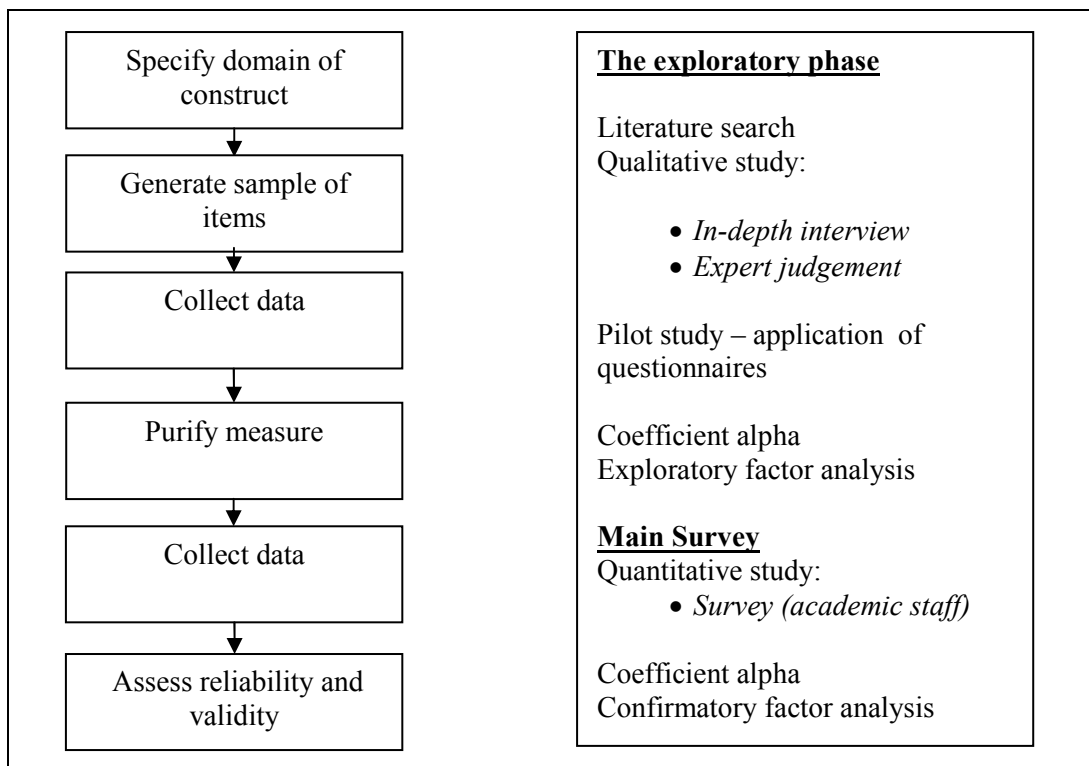 Specify domain of
construct
Generate sample of
items
Collect data
Purify measure
Collect data
Assess reliability and
validity
The exploratory phase
Literature search
Qualitative study:
• In-depth interview
• Expert judgement
Pilot study – application of
questionnaires
Coefficient alpha
Exploratory factor analysis
Main Survey
Quantitative study:
• Survey (academic staff)
Coefficient alpha
Confirmatory factor analysis